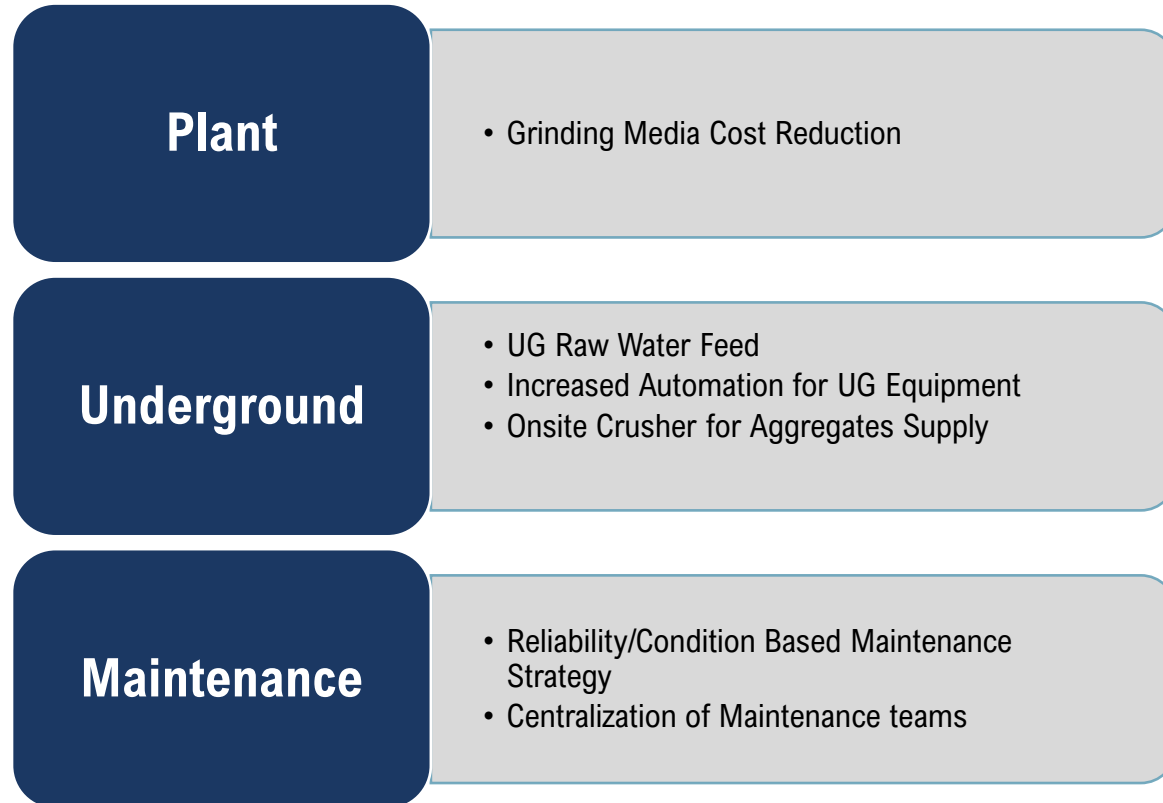 Plant
• Grinding Media Cost Reduction
Underground
• UG Raw Water Feed
• Increased Automation for UG Equipment
• Onsite Crusher for Aggregates Supply
Maintenance
• Reliability/Condition Based Maintenance
Strategy
• Centralization of Maintenance teams